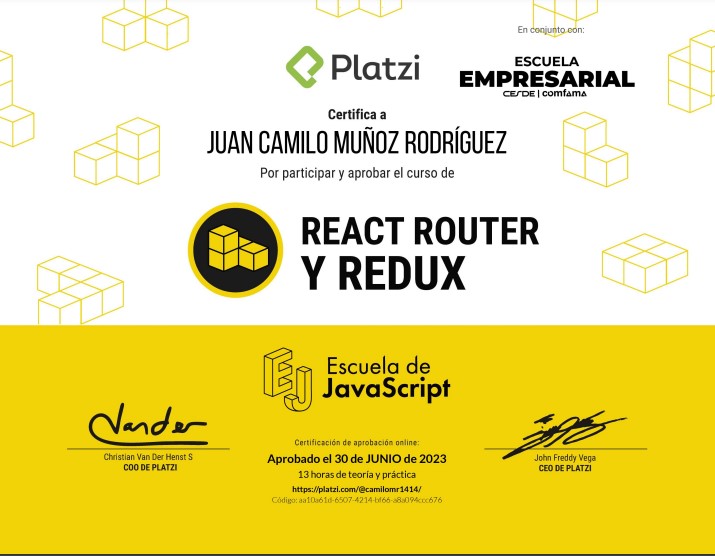 En conjunto con:
Platzi
ESCUELA
EMPRESARIAL
CESDE | comfama
Certifica a
JUAN CAMILO MUÑOZ RODRÍGUEZ
Por participar y aprobar el curso de
REACT ROUTER
Y REDUX
EJ
Escuela de
JavaScript
Vander
Christian Van Der Henst S
COO DE PLATZI
Certificación de aprobación online:
Aprobado el 30 de JUNIO de 2023
13 horas de teoría y práctica
https://platzi.com/@camilomr1414/
Código: aa10a61d-6507-4214-bf66-a8a094ccc676
John Freddy Vega
CEO DE PLATZI